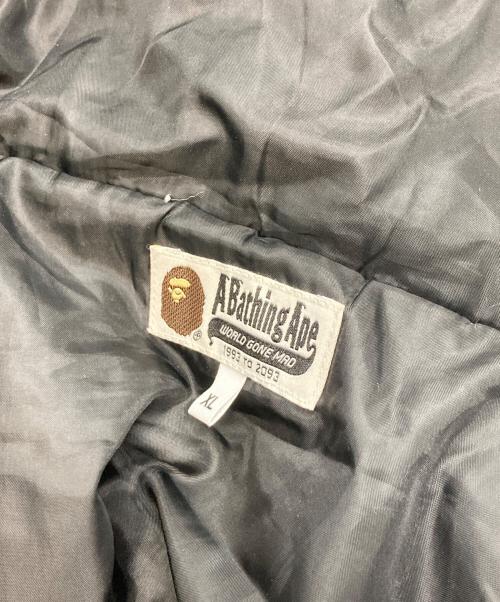 A Bathing Ape
®
WORLD GONE MAD
1993 TO 2093
XL